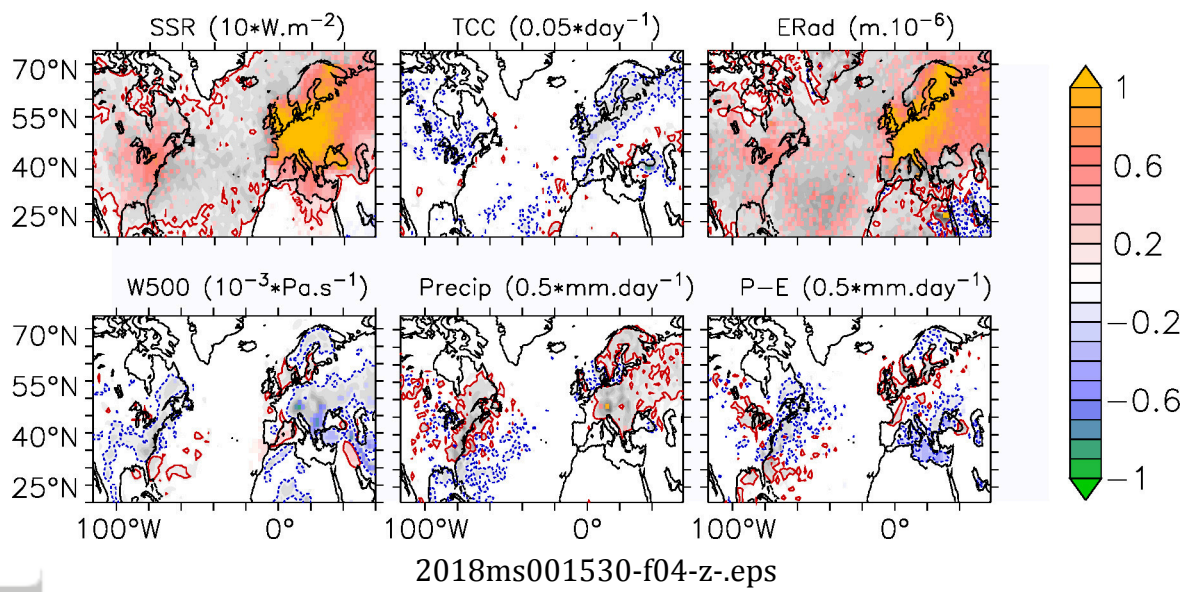 SSR (10*W.m−2) TCC (0.05*day−1) ERad (m.10−6)
70°N
55°N
40°N
25°N
1
0.6
0.2
−0.2
−0.6
−1
W500 (10−3*Pa.s−1) Precip (0.5*mm.day−1) P−E (0.5*mm.day−1)
70°N
55°N
40°N
25°N
100°W 0° 100°W 0° 100°W 0°
2018ms001530-f04-z-.eps